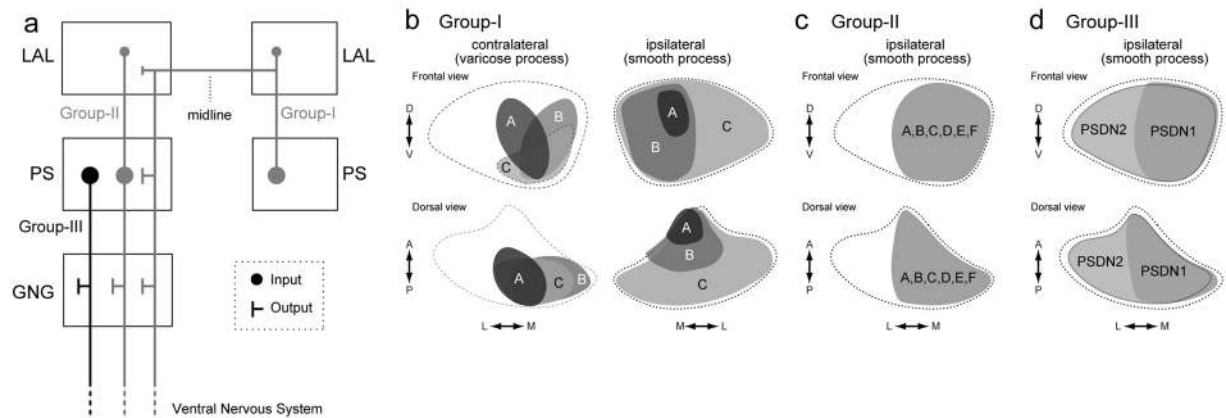 a
LAL
LAL
Group-II
midline
Group-I
PS
PS
Group-III
GNG
Input
Output
Ventral Nervous System
b
Group-I
contralateral
(varicose process)
ipsilateral
(smooth process)
Frontal view
D
V
A
B
C
A
B
C
Dorsal view
A
P
A
C
B
A
B
C
L
M
M
L
c
Group-II
ipsilateral
(smooth process)
Frontal view
D
V
A,B,C,D,E,F
Dorsal view
A
P
A,B,C,D,E,F
L
M
d
Group-III
ipsilateral
(smooth process)
Frontal view
D
V
PSDN2
PSDN1
Dorsal view
A
P
PSDN2
PSDN1
L
M